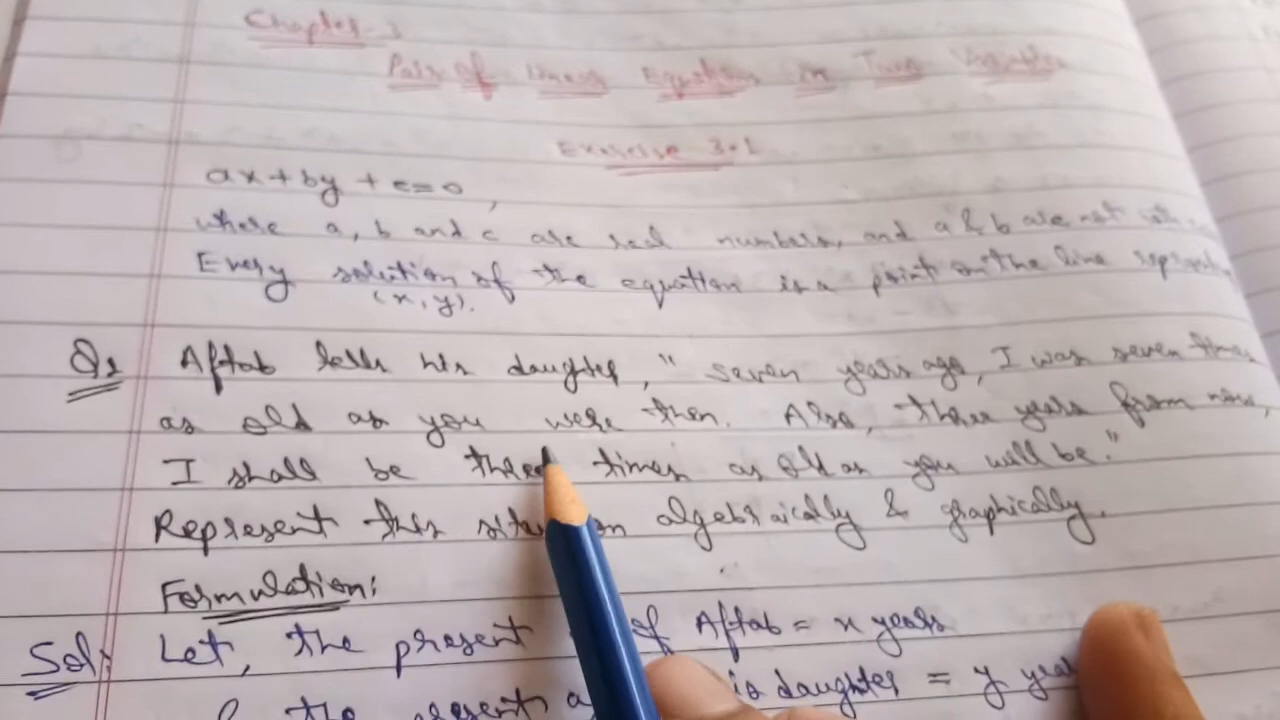 Chapter-3
Pair of Linear Equations in Two Variables
Exercise 3.1
ax+by+c=0,
where a, b and c are real numbers, and a & b are not
Every solution of the equation is a point on the line
(x, y).
Q1 Aftab tells his daughter, "seven years ago, I was seven times
as old as you were then. Also, three years from now,
I shall be three times as old as you will be."
Represent this algebraically & graphically.
Formulation:
Sol: Let, the present of Aftab = x years
& the present daughter = y